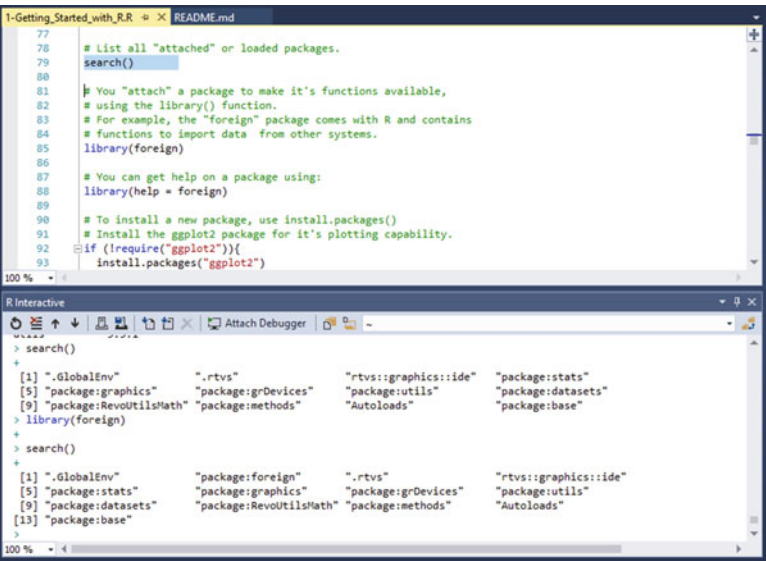 1-Getting_Started_with_R.R README.md
77
78 # List all "attached" or loaded packages.
79 search()
80
81 # You "attach" a package to make it's functions available,
82 # using the library() function.
83 # For example, the "foreign" package comes with R and contains
84 # functions to import data  from other systems.
85 library(foreign)
86
87 # You can get help on a package using:
88 library(help = foreign)
89
90 # To install a new package, use install.packages()
91 # Install the ggplot2 package for it's plotting capability.
92 if (!require("ggplot2")){
93 install.packages("ggplot2")
100 %
R Interactive
Attach Debugger ~
> search()
+
[1] ".GlobalEnv" ".rtvs" "rtvs::graphics::ide" "package:stats"
[5] "package:graphics" "package:grDevices" "package:utils" "package:datasets"
[9] "package:RevoUtilsMath" "package:methods" "Autoloads" "package:base"
> library(foreign)
+
> search()
+
[1] ".GlobalEnv" "package:foreign" ".rtvs" "rtvs::graphics::ide"
[5] "package:stats" "package:graphics" "package:grDevices" "package:utils"
[9] "package:datasets" "package:RevoUtilsMath" "package:methods" "Autoloads"
[13] "package:base"
>
100 %